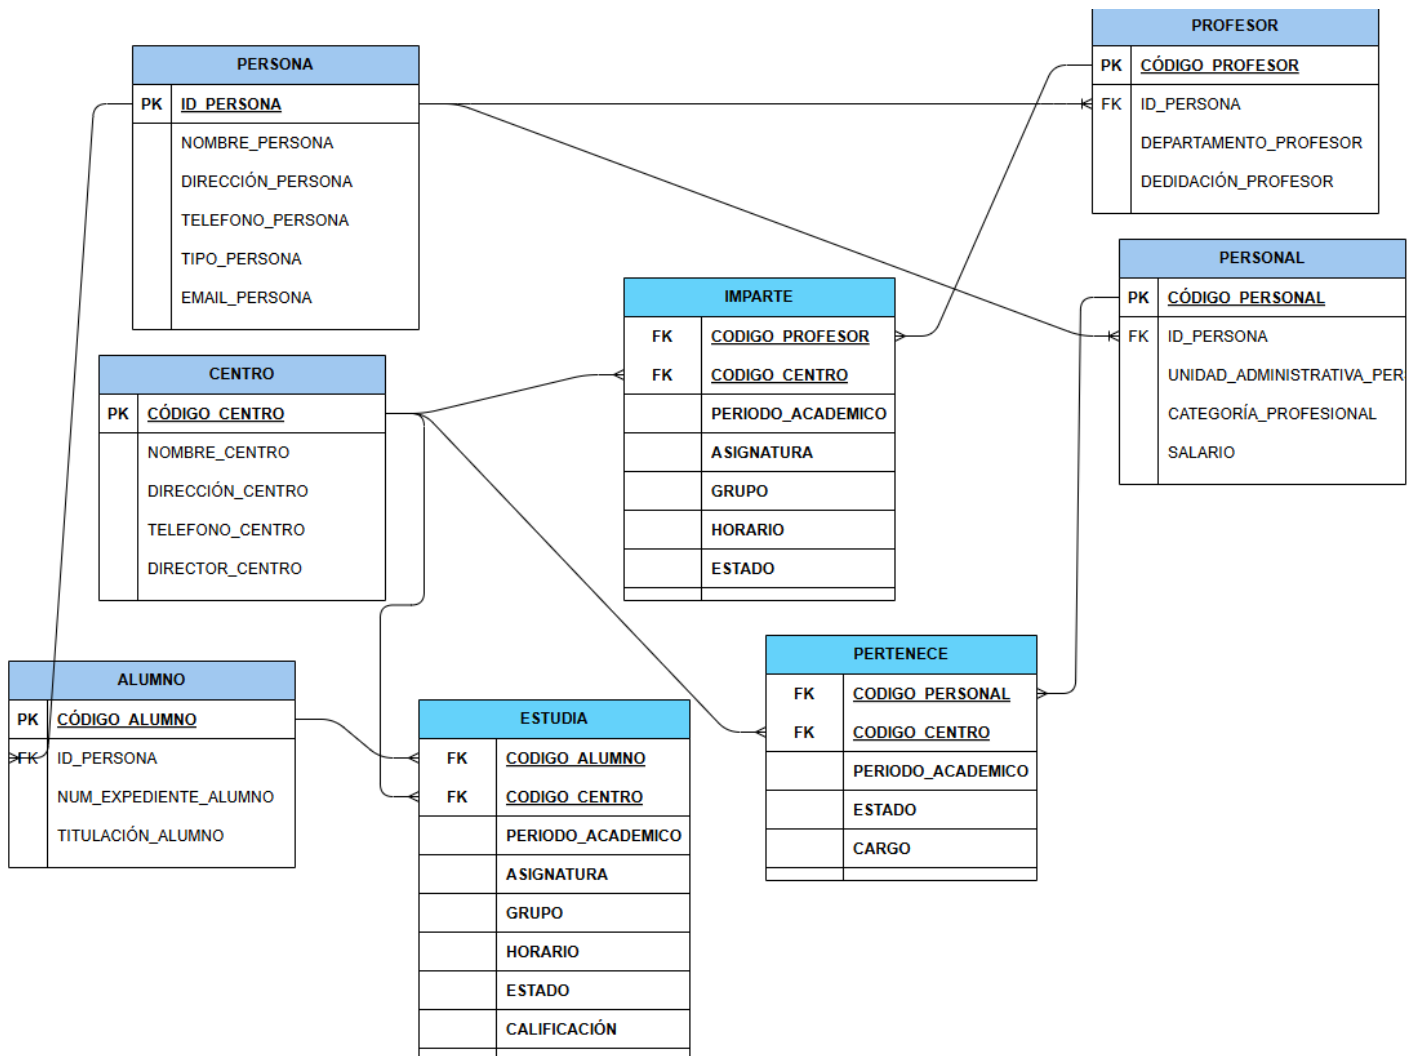 PERSONA
PK ID_PERSONA
NOMBRE_PERSONA
DIRECCIÓN_PERSONA
TELEFONO_PERSONA
TIPO_PERSONA
EMAIL_PERSONA
PROFESOR
PK CÓDIGO_PROFESOR
FK ID_PERSONA
DEPARTAMENTO_PROFESOR
DEDIDACIÓN_PROFESOR
PERSONAL
PK CÓDIGO_PERSONAL
FK ID_PERSONA
UNIDAD_ADMINISTRATIVA_PER
CATEGORÍA_PROFESIONAL
SALARIO
IMPARTE
FK CODIGO_PROFESOR
FK CODIGO_CENTRO
PERIODO_ACADEMICO
ASIGNATURA
GRUPO
HORARIO
ESTADO
CENTRO
PK CÓDIGO_CENTRO
NOMBRE_CENTRO
DIRECCIÓN_CENTRO
TELEFONO_CENTRO
DIRECTOR_CENTRO
ALUMNO
PK CÓDIGO_ALUMNO
FK ID_PERSONA
NUM_EXPEDIENTE_ALUMNO
TITULACIÓN_ALUMNO
ESTUDIA
FK CODIGO_ALUMNO
FK CODIGO_CENTRO
PERIODO_ACADEMICO
ASIGNATURA
GRUPO
HORARIO
ESTADO
CALIFICACIÓN
PERTENECE
FK CODIGO_PERSONAL
FK CODIGO_CENTRO
PERIODO_ACADEMICO
ESTADO
CARGO